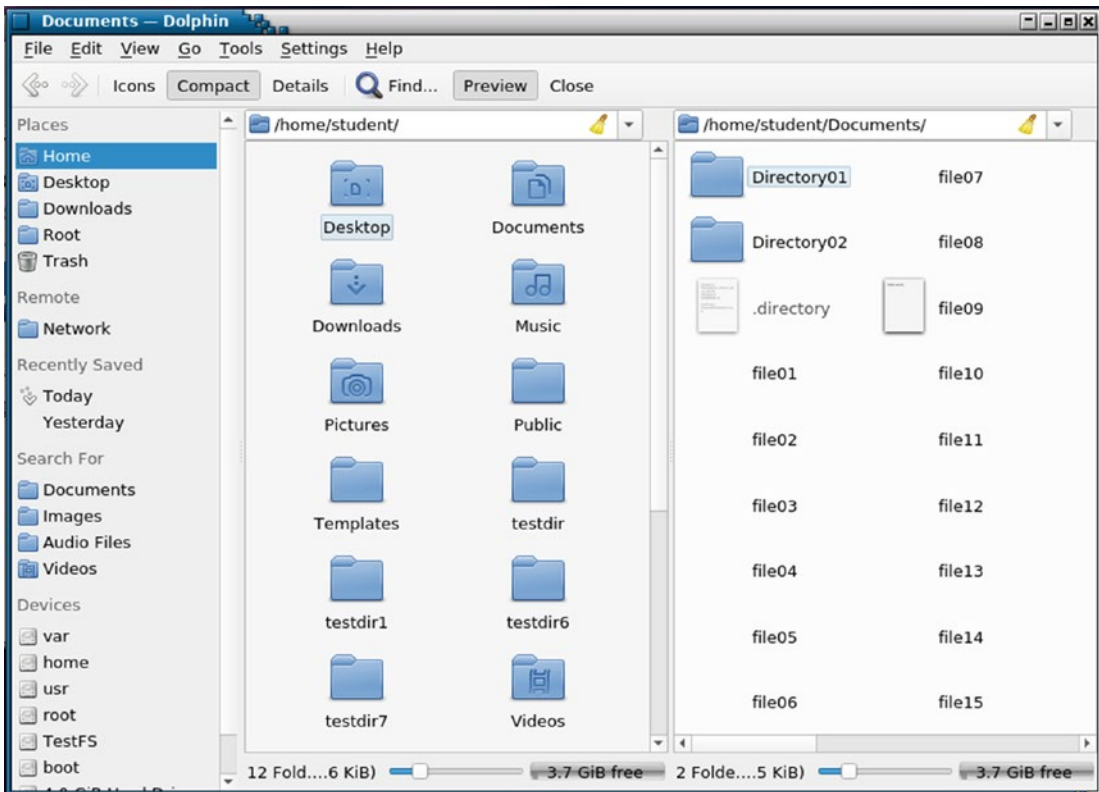 Documents — Dolphin
File Edit View Go Tools Settings Help
Icons Compact Details Find... Preview Close
Places
Home
Desktop
Downloads
Root
Trash
Remote
Network
Recently Saved
Today
Yesterday
Search For
Documents
Images
Audio Files
Videos
Devices
var
home
usr
root
TestFS
boot
/home/student/
Desktop Documents
Downloads Music
Pictures Public
Templates testdir
testdir1 testdir6
testdir7 Videos
12 Fold....6 KiB) 3.7 GiB free
/home/student/Documents/
Directory01 file07
Directory02 file08
.directory file09
file01 file10
file02 file11
file03 file12
file04 file13
file05 file14
file06 file15
2 Folde....5 KiB) 3.7 GiB free